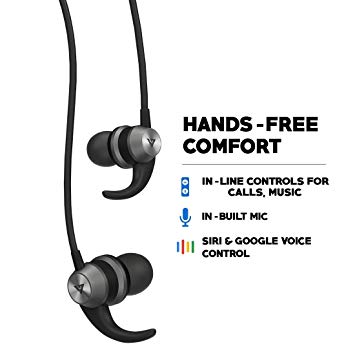 HANDS-FREE
COMFORT
IN-LINE CONTROLS FOR
CALLS, MUSIC
IN-BUILT MIC
SIRI & GOOGLE VOICE
CONTROL